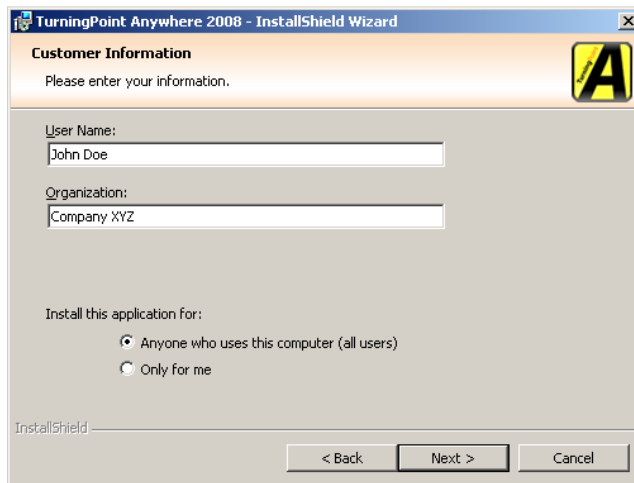 TurningPoint Anywhere 2008 - InstallShield Wizard
Customer Information
Please enter your information.
User Name:
John Doe
Organization:
Company XYZ
Install this application for:
Anyone who uses this computer (all users)
Only for me
InstallShield
< Back Next > Cancel